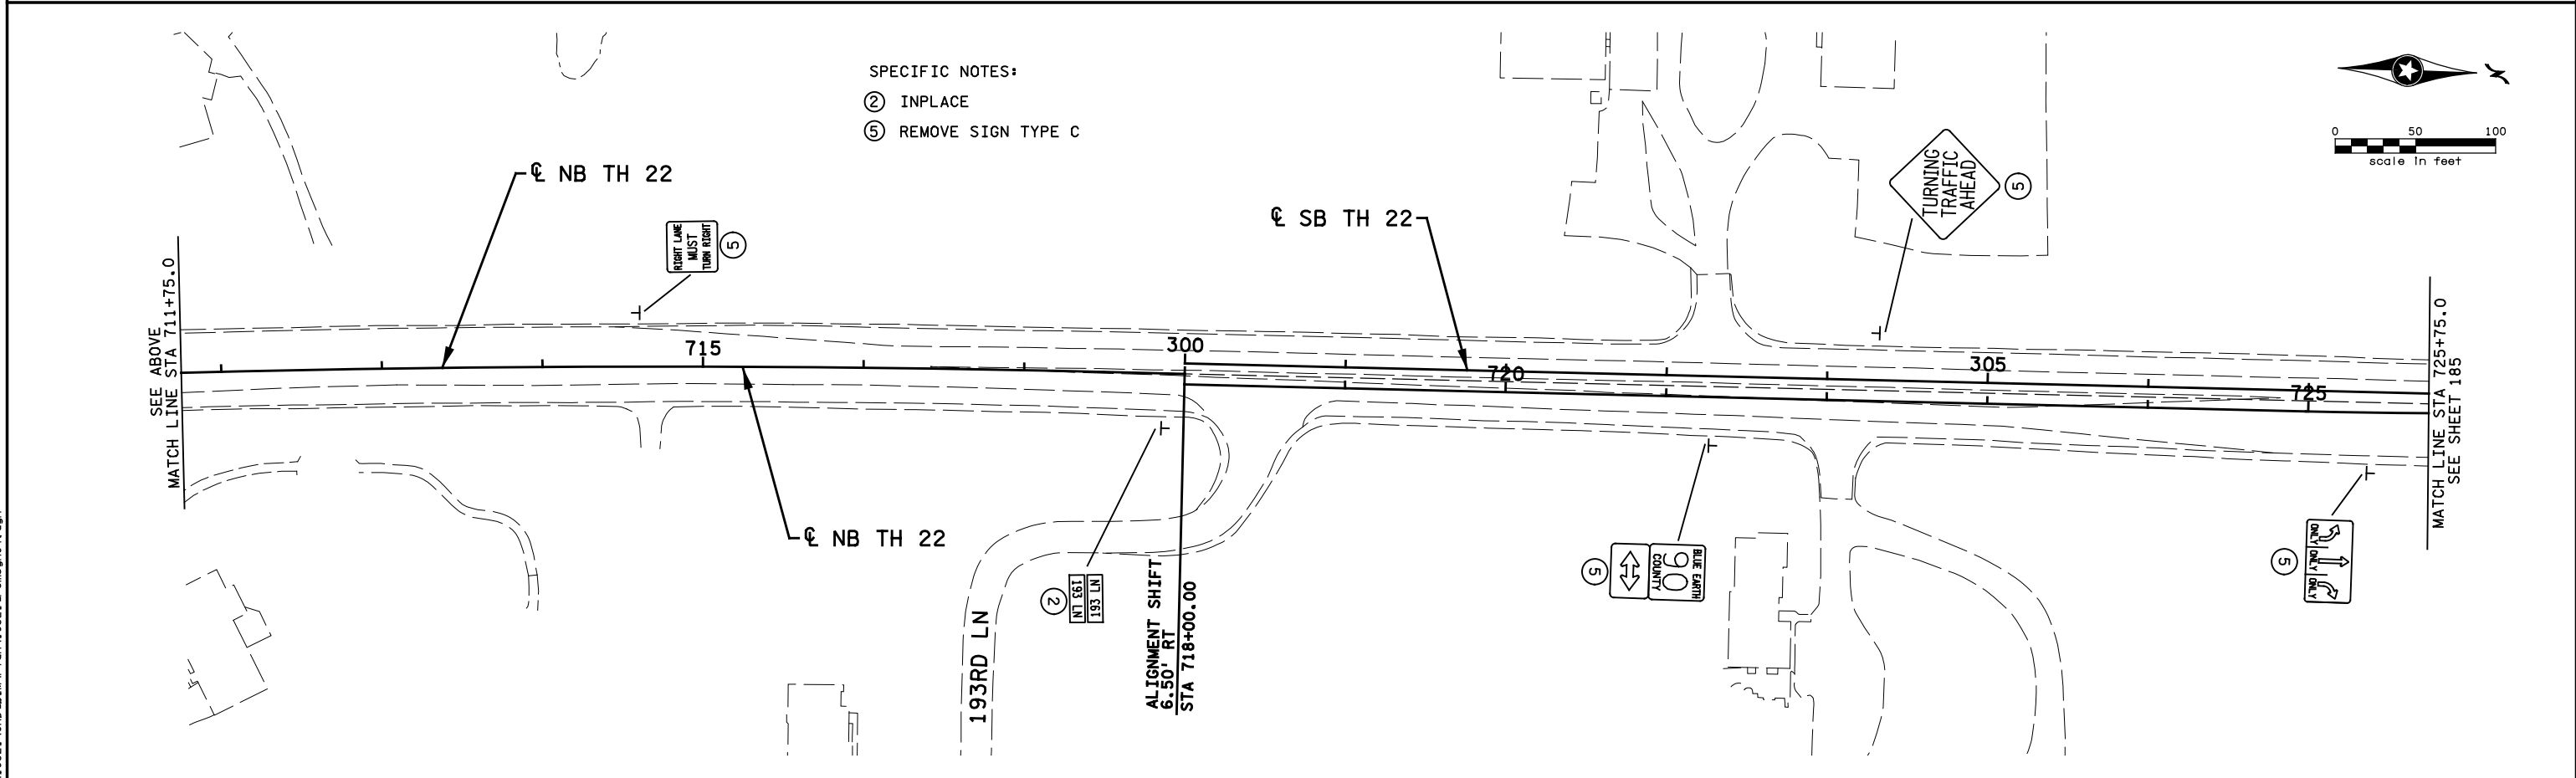 SPECIFIC NOTES:
2 INPLACE
5 REMOVE SIGN TYPE C
N
0 50 100
scale in feet
℄ NB TH 22
℄ SB TH 22
RIGHT LANE
MUST
TURN RIGHT
5
TURNING
TRAFFIC
AHEAD
5
SEE ABOVE
MATCH LINE STA 711+75.0
715
300
720
305
725
MATCH LINE STA 725+75.0
SEE SHEET 185
℄ NB TH 22
193RD LN
193 LN
193 LN
2
ALIGNMENT SHIFT
6.50' RT
STA 718+00.00
BLUE EARTH
90
COUNTY
5
ONLY
ONLY
ONLY
5